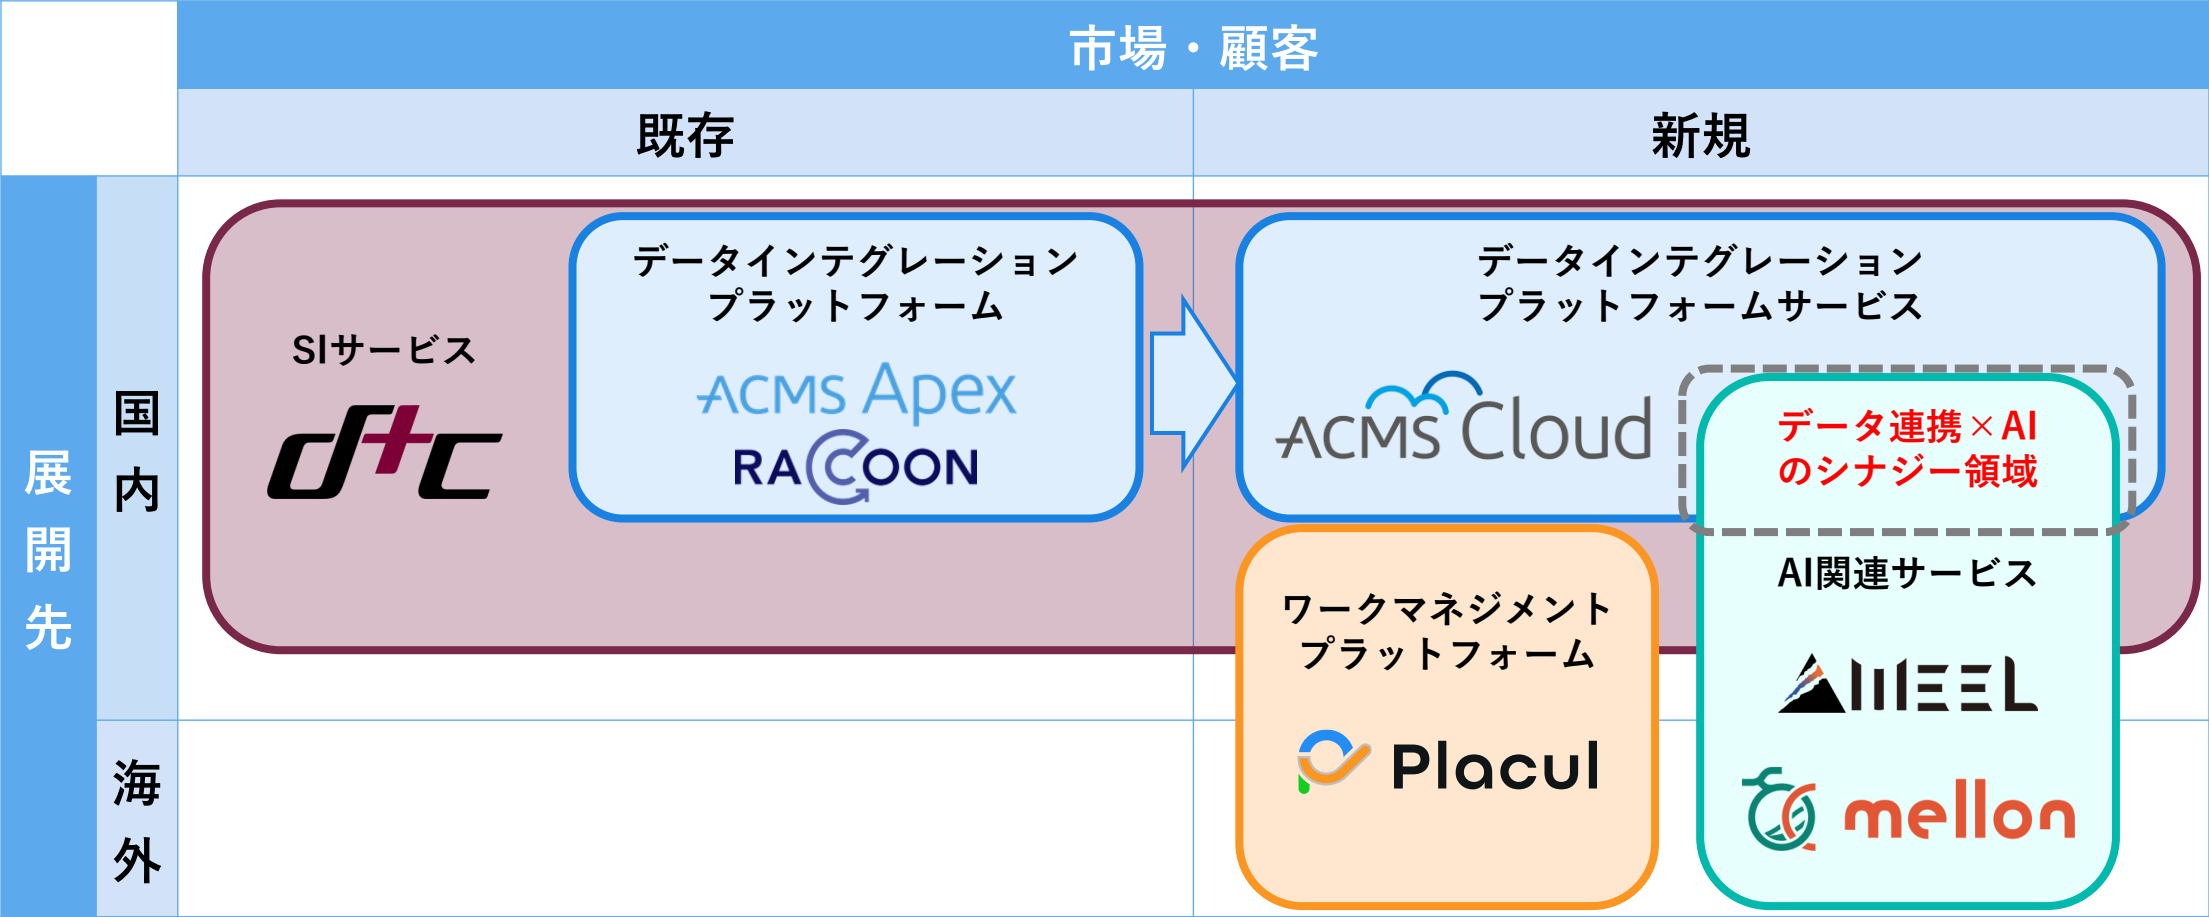 市場・顧客
既存
新規
展開先
国内
SIサービス
d+c
データインテグレーション
プラットフォーム
ACMS Apex
RACCOON
データインテグレーション
プラットフォームサービス
ACMS Cloud
データ連携×AI
のシナジー領域
AI関連サービス
AMEEL
mellon
ワークマネジメント
プラットフォーム
Placul
海外